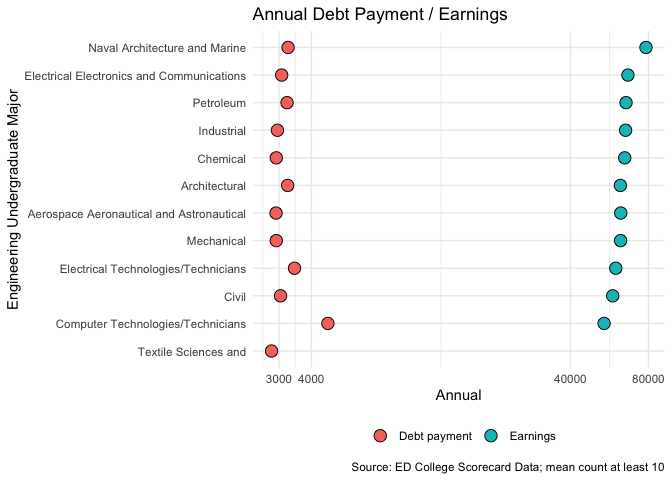 Annual Debt Payment / Earnings
Engineering Undergraduate Major
Naval Architecture and Marine
Electrical Electronics and Communications
Petroleum
Industrial
Chemical
Architectural
Aerospace Aeronautical and Astronautical
Mechanical
Electrical Technologies/Technicians
Civil
Computer Technologies/Technicians
Textile Sciences and
3000 4000 40000 80000
Annual
Debt payment Earnings
Source: ED College Scorecard Data; mean count at least 10